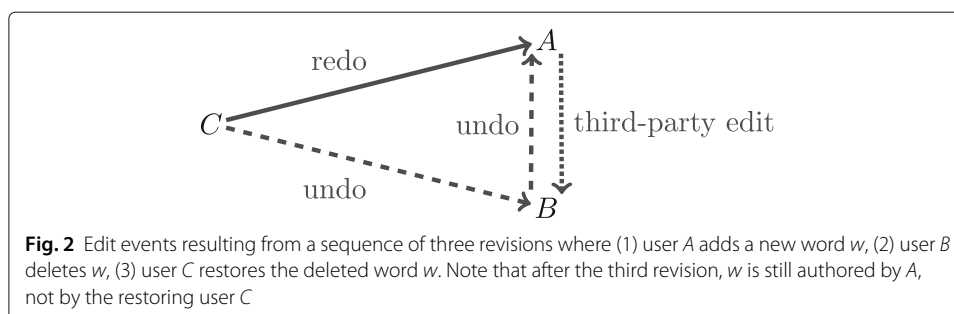 A
redo
C
undo
third-party edit
undo
B
Fig. 2 Edit events resulting from a sequence of three revisions where (1) user A adds a new word w, (2) user B
deletes w, (3) user C restores the deleted word w. Note that after the third revision, w is still authored by A,
not by the restoring user C